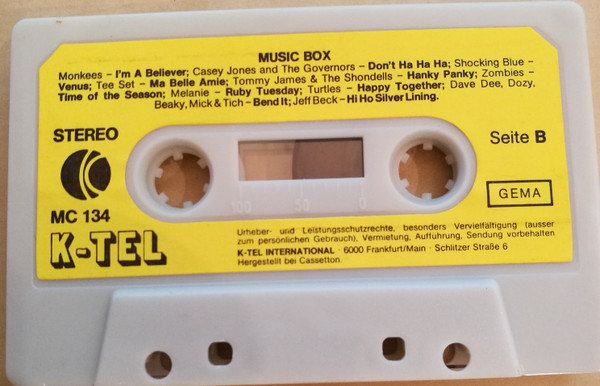 MUSIC BOX
Monkees – I'm A Believer; Casey Jones and The Governors – Don't Ha Ha Ha; Shocking Blue –
Venus; Tee Set – Ma Belle Amie; Tommy James & The Shondells – Hanky Panky; Zombies –
Time of the Season; Melanie – Ruby Tuesday; Turtles – Happy Together; Dave Dee, Dozy,
Beaky, Mick & Tich – Bend It; Jeff Beck – Hi Ho Silver Lining.
STEREO
Seite B
MC 134
GEMA
100 50 0
K-TEL
Urheber- und Leistungsschutzrechte, besonders Vervielfältigung (ausser
zum persönlichen Gebrauch), Vermietung, Aufführung, Sendung vorbehalten
K-TEL INTERNATIONAL · 6000 Frankfurt/Main · Schlitzer Straße 6
Hergestellt bei Cassetton.